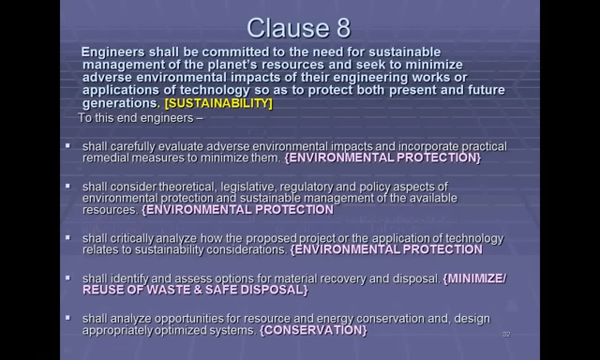 Clause 8
Engineers shall be committed to the need for sustainable
management of the planet's resources and seek to minimize
adverse environmental impacts of their engineering works or
applications of technology so as to protect both present and future
generations. [SUSTAINABILITY]
To this end engineers –
shall carefully evaluate adverse environmental impacts and incorporate practical
remedial measures to minimize them. {ENVIRONMENTAL PROTECTION}
shall consider theoretical, legislative, regulatory and policy aspects of
environmental protection and sustainable management of the available
resources. {ENVIRONMENTAL PROTECTION
shall critically analyze how the proposed project or the application of technology
relates to sustainability considerations. {ENVIRONMENTAL PROTECTION
shall identify and assess options for material recovery and disposal. {MINIMIZE/
REUSE OF WASTE & SAFE DISPOSAL}
shall analyze opportunities for resource and energy conservation and, design
appropriately optimized systems. {CONSERVATION}